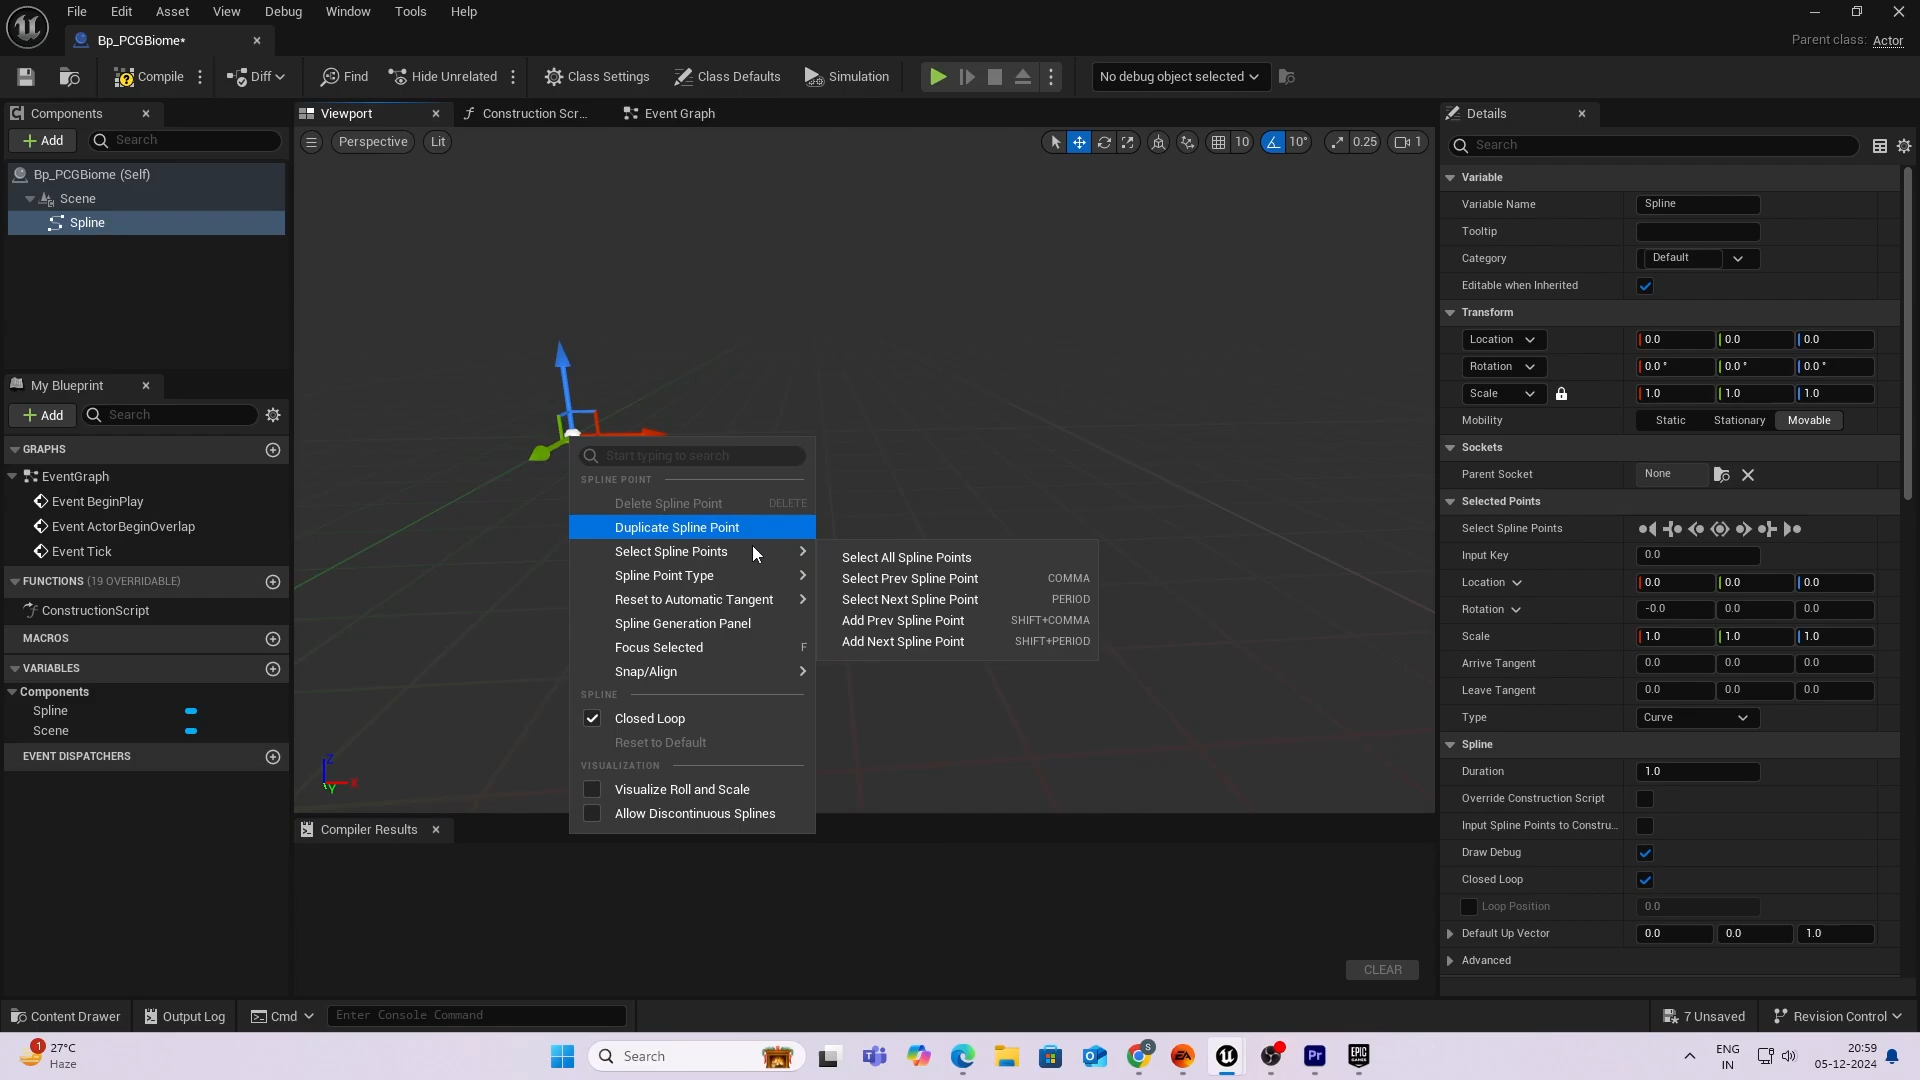 File Edit Asset View Debug Window Tools Help
Bp_PCGBiome*
Parent class: Actor
Compile Diff Find Hide Unrelated Class Settings Class Defaults Simulation No debug object selected
Components Viewport Construction Scr... Event Graph Details
Add Search Perspective Lit 10 10° 0.25 1 Search
Bp_PCGBiome (Self)
Scene
Spline
My Blueprint
Add Search
GRAPHS
EventGraph
Event BeginPlay
Event ActorBeginOverlap
Event Tick
FUNCTIONS (19 OVERRIDABLE)
ConstructionScript
MACROS
VARIABLES
Components
Spline
Scene
EVENT DISPATCHERS
Z
X
Y
Start typing to search
SPLINE POINT
Delete Spline Point DELETE
Duplicate Spline Point
Select Spline Points
Spline Point Type
Reset to Automatic Tangent
Spline Generation Panel
Focus Selected F
Snap/Align
SPLINE
Closed Loop
Reset to Default
VISUALIZATION
Visualize Roll and Scale
Allow Discontinuous Splines
Select All Spline Points
Select Prev Spline Point COMMA
Select Next Spline Point PERIOD
Add Prev Spline Point SHIFT+COMMA
Add Next Spline Point SHIFT+PERIOD
Compiler Results
CLEAR
Variable
Variable Name Spline
Tooltip
Category Default
Editable when Inherited
Transform
Location 0.0 0.0 0.0
Rotation 0.0 ° 0.0 ° 0.0 °
Scale 1.0 1.0 1.0
Mobility Static Stationary Movable
Sockets
Parent Socket None
Selected Points
Select Spline Points
Input Key 0.0
Location 0.0 0.0 0.0
Rotation -0.0 0.0 0.0
Scale 1.0 1.0 1.0
Arrive Tangent 0.0 0.0 0.0
Leave Tangent 0.0 0.0 0.0
Type Curve
Spline
Duration 1.0
Override Construction Script
Input Spline Points to Constru...
Draw Debug
Closed Loop
Loop Position 0.0
Default Up Vector 0.0 0.0 1.0
Advanced
Content Drawer Output Log Cmd Enter Console Command 7 Unsaved Revision Control
1 27°C
Haze
Search
S
Pr
EPIC
GAMES
ENG
IN
20:59
05-12-2024